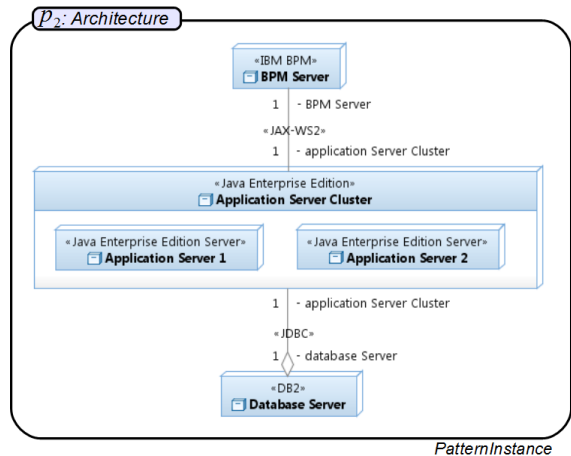 p2: Architecture
«IBM BPM»
BPM Server
1 - BPM Server
«JAX-WS2»
1 - application Server Cluster
«Java Enterprise Edition»
Application Server Cluster
«Java Enterprise Edition Server» «Java Enterprise Edition Server»
Application Server 1 Application Server 2
1 - application Server Cluster
«JDBC»
1 - database Server
«DB2»
Database Server
PatternInstance